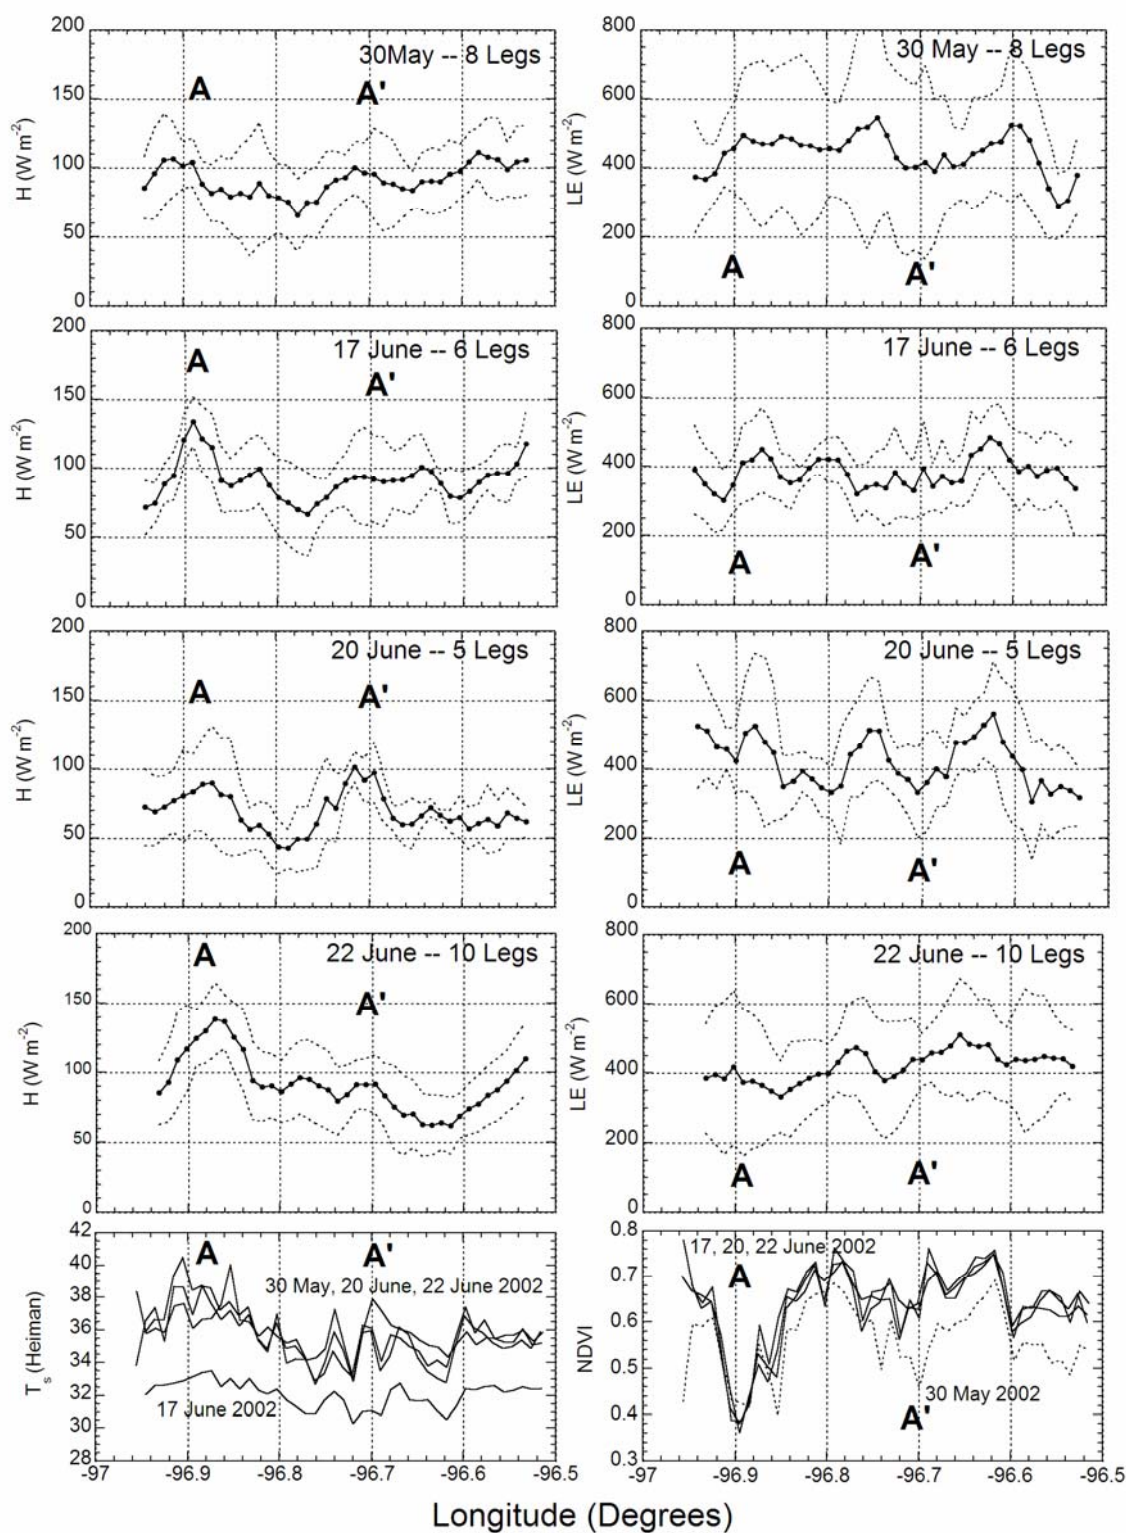 200
150
100
50
0
H (W m-2)
30May -- 8 Legs
A
A'
800
600
400
200
0
LE (W m-2)
30 May -- 8 Legs
A
A'
200
150
100
50
0
H (W m-2)
17 June -- 6 Legs
A
A'
800
600
400
200
0
LE (W m-2)
17 June -- 6 Legs
A
A'
200
150
100
50
0
H (W m-2)
20 June -- 5 Legs
A
A'
800
600
400
200
0
LE (W m-2)
20 June -- 5 Legs
A
A'
200
150
100
50
0
H (W m-2)
22 June -- 10 Legs
A
A'
800
600
400
200
0
LE (W m-2)
22 June -- 10 Legs
A
A'
42
40
38
36
34
32
30
28
Ts (Heiman)
A
A'
30 May, 20 June, 22 June 2002
17 June 2002
-97 -96.9 -96.8 -96.7 -96.6 -96.5
0.8
0.7
0.6
0.5
0.4
0.3
NDVI
17, 20, 22 June 2002
A
30 May 2002
A'
-97 -96.9 -96.8 -96.7 -96.6 -96.5
Longitude (Degrees)